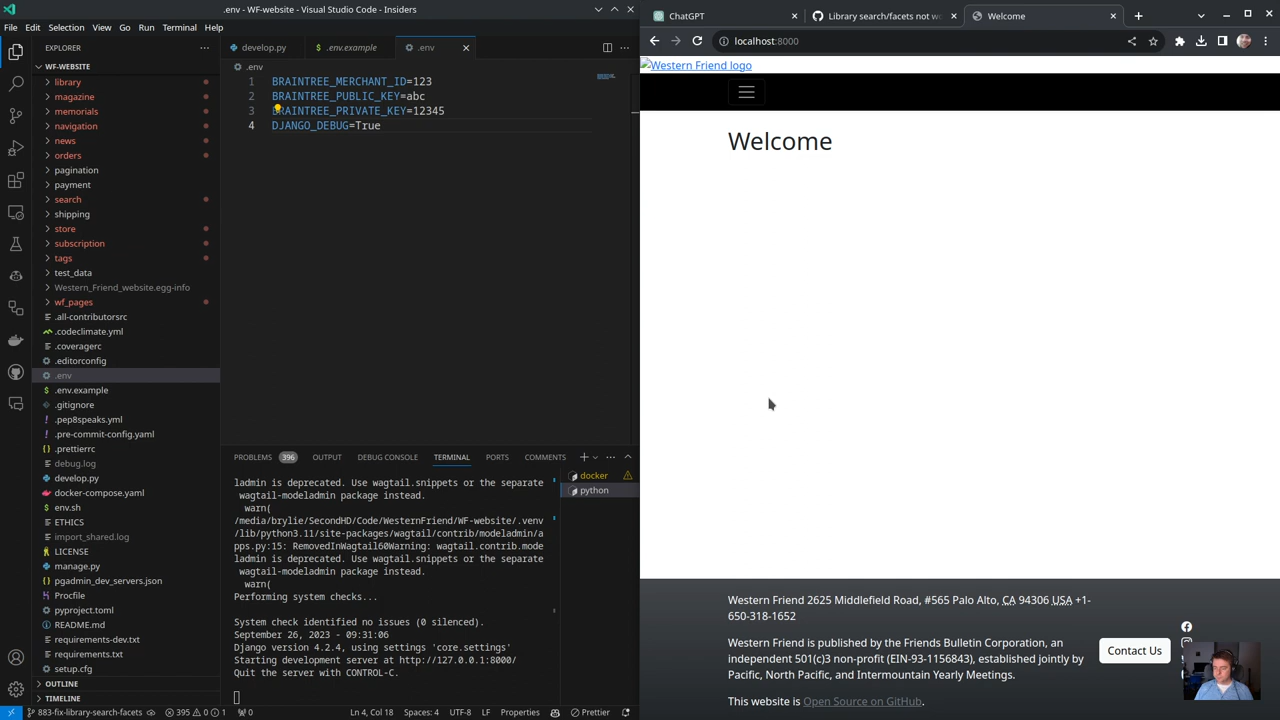 .env - WF-website - Visual Studio Code - Insiders
File Edit Selection View Go Run Terminal Help
EXPLORER
WF-WEBSITE
library
magazine
memorials
navigation
news
orders
pagination
payment
search
shipping
store
subscription
tags
test_data
Western_Friend_website.egg-info
wf_pages
.all-contributorsrc
.codeclimate.yml
.coveragerc
.editorconfig
.env
.env.example
.gitignore
.pep8speaks.yml
.pre-commit-config.yaml
.prettierrc
debug.log
develop.py
docker-compose.yaml
env.sh
ETHICS
import_shared.log
LICENSE
manage.py
pgadmin_dev_servers.json
Procfile
pyproject.toml
README.md
requirements-dev.txt
requirements.txt
setup.cfg
OUTLINE
TIMELINE
develop.py
.env.example
.env
.env
1 BRAINTREE_MERCHANT_ID=123
2 BRAINTREE_PUBLIC_KEY=abc
3 BRAINTREE_PRIVATE_KEY=12345
4 DJANGO_DEBUG=True
PROBLEMS 396 OUTPUT DEBUG CONSOLE TERMINAL PORTS COMMENTS
docker
python
ladmin is deprecated. Use wagtail.snippets or the separate
wagtail-modeladmin package instead.
warn(
/media/brylie/SecondHD/Code/WesternFriend/WF-website/.venv
/lib/python3.11/site-packages/wagtail/contrib/modeladmin/a
pps.py:15: RemovedInWagtail60Warning: wagtail.contrib.mode
ladmin is deprecated. Use wagtail.snippets or the separate
wagtail-modeladmin package instead.
warn(
Performing system checks...
System check identified no issues (0 silenced).
September 26, 2023 - 09:31:06
Django version 4.2.4, using settings 'core.settings'
Starting development server at http://127.0.0.1:8000/
Quit the server with CONTROL-C.
883-fix-library-search-facets 395 0 1 0 Ln 4, Col 18 Spaces: 4 UTF-8 LF Properties Prettier
ChatGPT
Library search/facets not wo
Welcome
localhost:8000
Western Friend logo
Welcome
Western Friend 2625 Middlefield Road, #565 Palo Alto, CA 94306 USA +1-
650-318-1652
Western Friend is published by the Friends Bulletin Corporation, an
independent 501(c)3 non-profit (EIN-93-1156843), established jointly by
Pacific, North Pacific, and Intermountain Yearly Meetings.
This website is Open Source on GitHub.
Contact Us